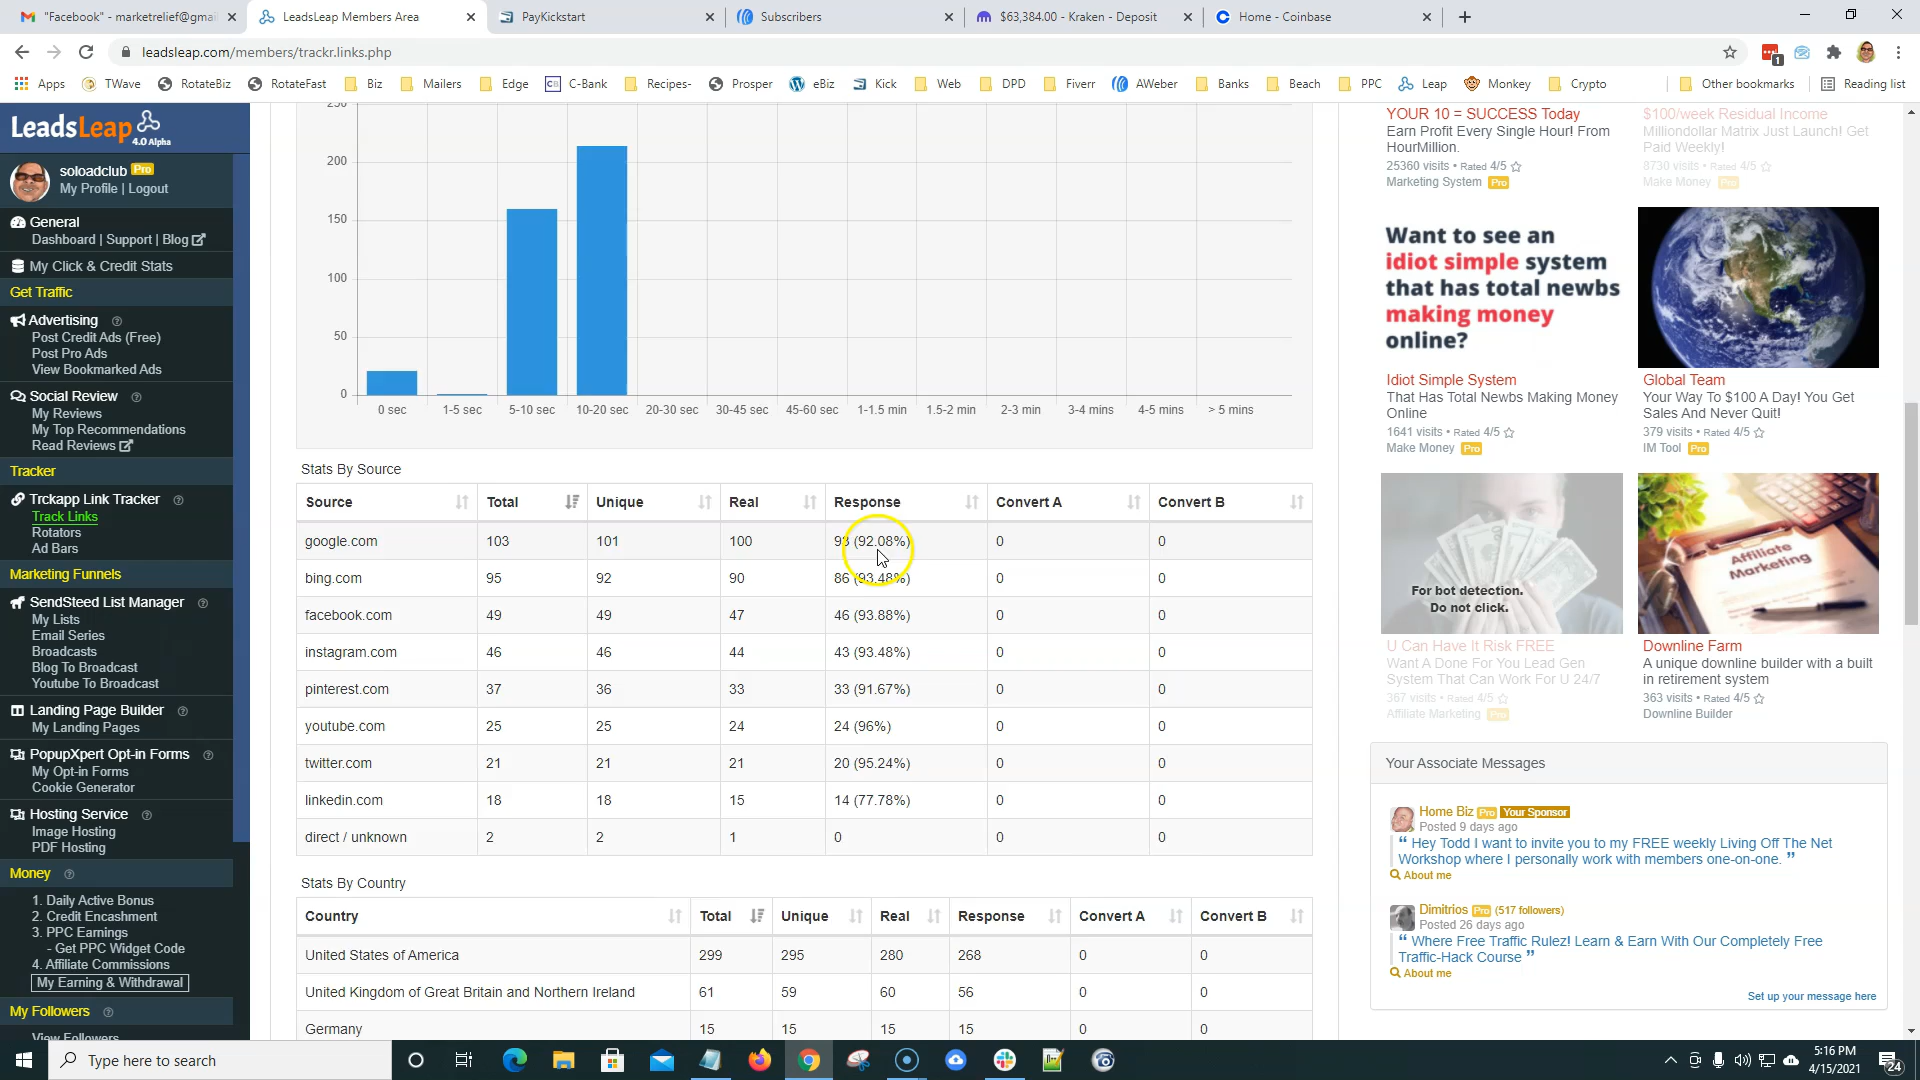 "Facebook" - marketrelief@gmai
LeadsLeap Members Area
PayKickstart
Subscribers
$63,384.00 - Kraken - Deposit
Home - Coinbase
leadsleap.com/members/trackr.links.php
1
Apps
TWave
RotateBiz
RotateFast
Biz
Mailers
Edge
CB
C-Bank
Recipes-
Prosper
eBiz
Kick
Web
DPD
Fiverr
AWeber
Banks
Beach
PPC
Leap
Monkey
Crypto
Other bookmarks
Reading list
LeadsLeap
4.0 Alpha
soloadclub Pro
My Profile | Logout
General
Dashboard | Support | Blog
My Click & Credit Stats
Get Traffic
Advertising
Post Credit Ads (Free)
Post Pro Ads
View Bookmarked Ads
Social Review
My Reviews
My Top Recommendations
Read Reviews
Tracker
Trckapp Link Tracker
Track Links
Rotators
Ad Bars
Marketing Funnels
SendSteed List Manager
My Lists
Email Series
Broadcasts
Blog To Broadcast
Youtube To Broadcast
Landing Page Builder
My Landing Pages
PopupXpert Opt-in Forms
My Opt-in Forms
Cookie Generator
Hosting Service
Image Hosting
PDF Hosting
Money
1. Daily Active Bonus
2. Credit Encashment
3. PPC Earnings
- Get PPC Widget Code
4. Affiliate Commissions
My Earning & Withdrawal
My Followers
View Followers
250
200
150
100
50
0
0 sec 1-5 sec 5-10 sec 10-20 sec 20-30 sec 30-45 sec 45-60 sec 1-1.5 min 1.5-2 min 2-3 min 3-4 mins 4-5 mins > 5 mins
Stats By Source
Source Total Unique Real Response Convert A Convert B
google.com 103 101 100 93 (92.08%) 0 0
bing.com 95 92 90 86 (93.48%) 0 0
facebook.com 49 49 47 46 (93.88%) 0 0
instagram.com 46 46 44 43 (93.48%) 0 0
pinterest.com 37 36 33 33 (91.67%) 0 0
youtube.com 25 25 24 24 (96%) 0 0
twitter.com 21 21 21 20 (95.24%) 0 0
linkedin.com 18 18 15 14 (77.78%) 0 0
direct / unknown 2 2 1 0 0 0
Stats By Country
Country Total Unique Real Response Convert A Convert B
United States of America 299 295 280 268 0 0
United Kingdom of Great Britain and Northern Ireland 61 59 60 56 0 0
Germany 15 15 15 15 0 0
YOUR 10 = SUCCESS Today
Earn Profit Every Single Hour! From
HourMillion.
25360 visits • Rated 4/5
Marketing System Pro
$100/week Residual Income
Milliondollar Matrix Just Launch! Get
Paid Weekly!
8730 visits • Rated 4/5
Make Money Pro
Want to see an
idiot simple system
that has total newbs
making money
online?
Idiot Simple System
That Has Total Newbs Making Money
Online
1641 visits • Rated 4/5
Make Money Pro
Global Team
Your Way To $100 A Day! You Get
Sales And Never Quit!
379 visits • Rated 4/5
IM Tool Pro
For bot detection.
Do not click.
U Can Have It Risk FREE
Want A Done For You Lead Gen
System That Can Work For U 24/7
367 visits • Rated 4/5
Affiliate Marketing Pro
Affiliate
Marketing
Downline Farm
A unique downline builder with a built
in retirement system
363 visits • Rated 4/5
Downline Builder
Your Associate Messages
Home Biz Pro Your Sponsor
Posted 9 days ago
“ Hey Todd I want to invite you to my FREE weekly Living Off The Net
Workshop where I personally work with members one-on-one. ”
About me
Dimitrios Pro (517 followers)
Posted 26 days ago
“ Where Free Traffic Rulez! Learn & Earn With Our Completely Free
Traffic-Hack Course ”
About me
Set up your message here
Type here to search
5:16 PM
4/15/2021
24